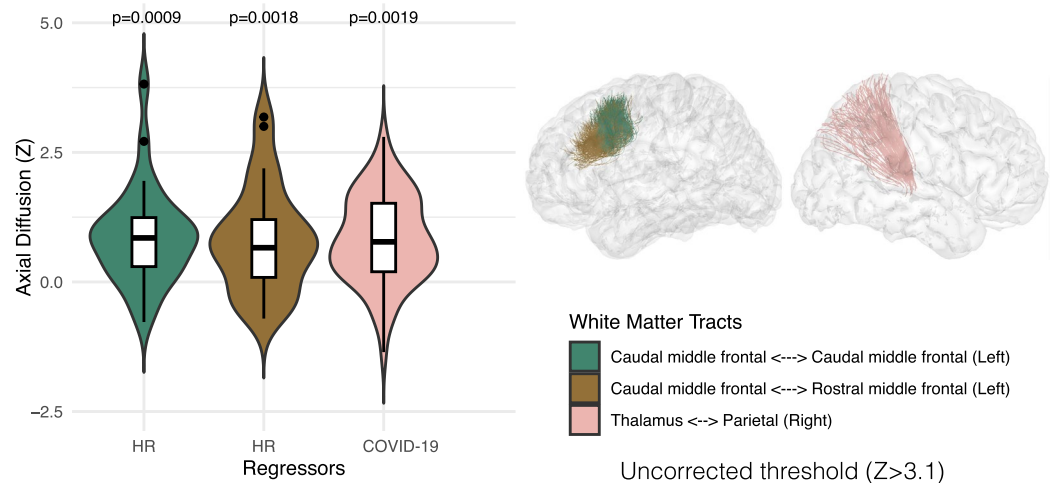 p=0.0009 p=0.0018 p=0.0019
5.0
2.5
0.0
−2.5
Axial Diffusion (Z)
HR HR COVID-19
Regressors
White Matter Tracts
Caudal middle frontal <---> Caudal middle frontal (Left)
Caudal middle frontal <---> Rostral middle frontal (Left)
Thalamus <--> Parietal (Right)
Uncorrected threshold (Z>3.1)